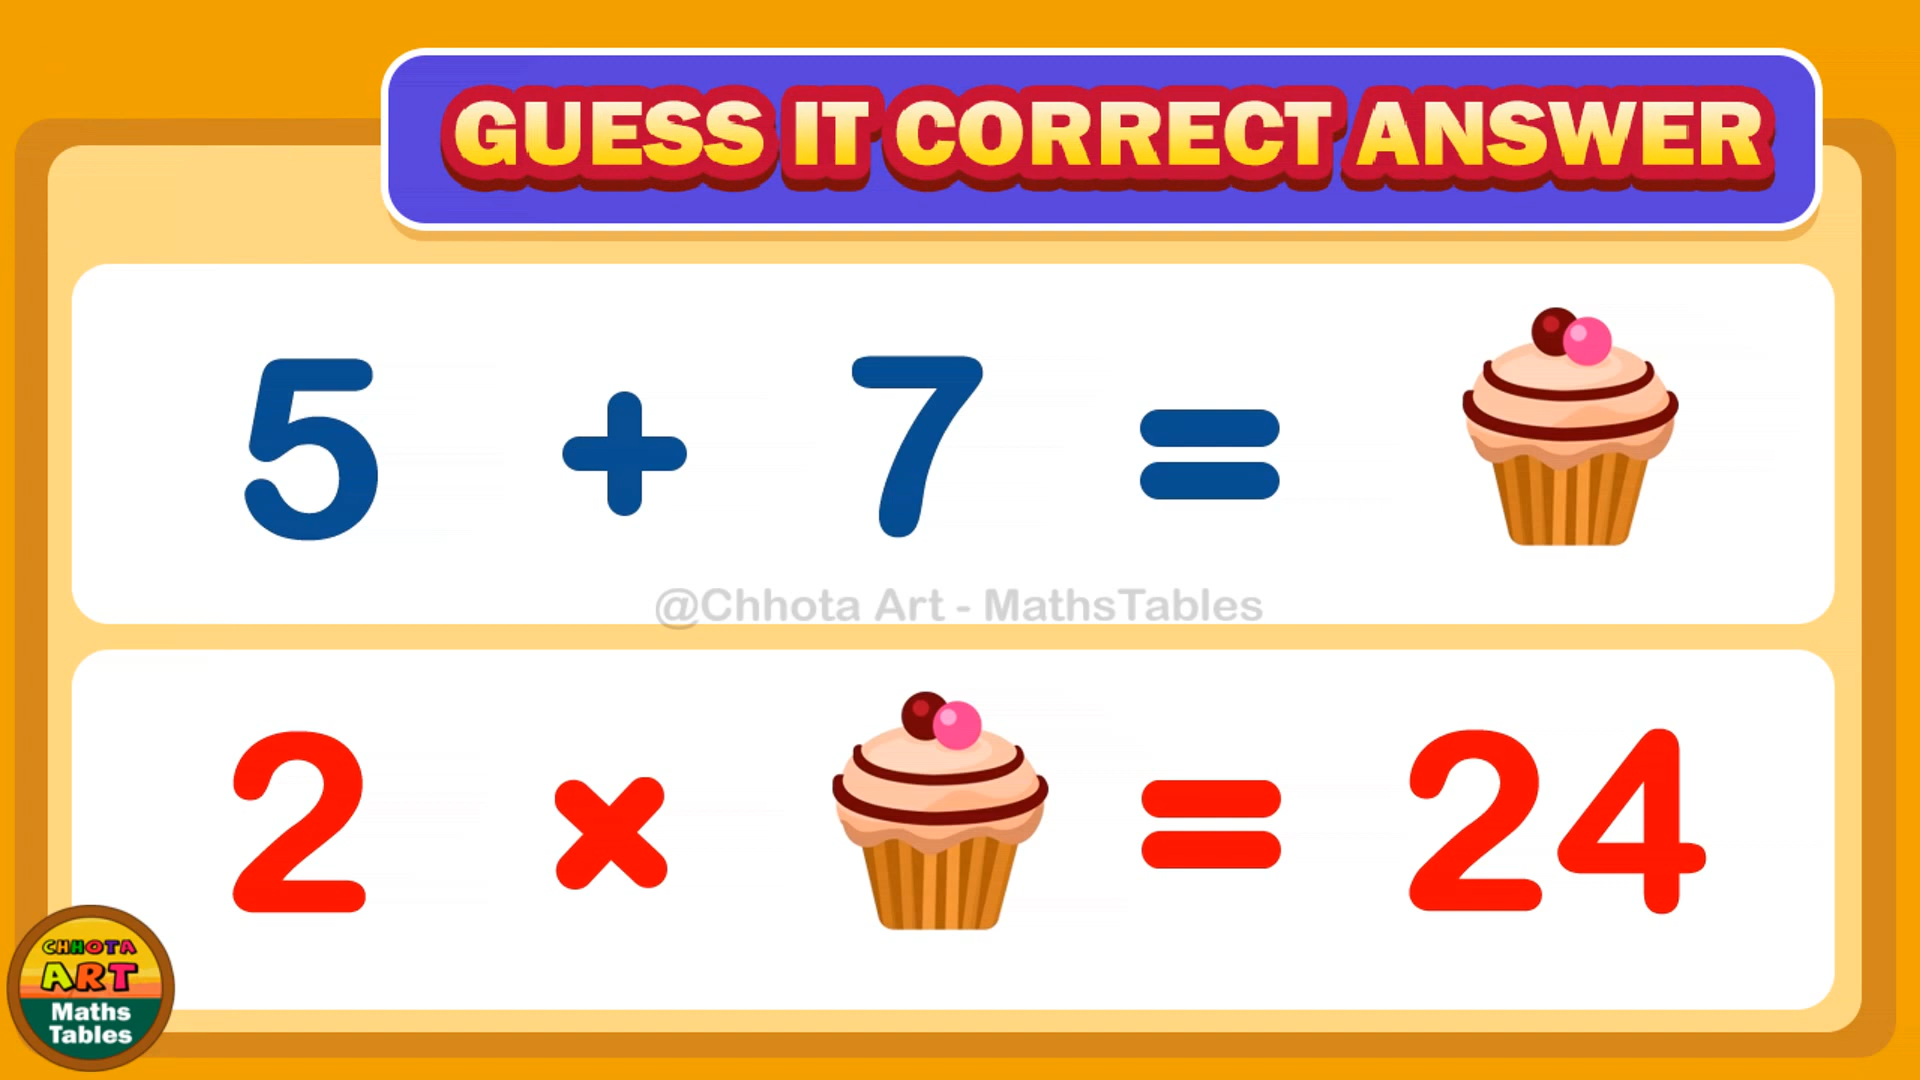 GUESS IT CORRECT ANSWER
5 + 7 =
@Chhota Art - MathsTables
2 × = 24
CHHOTA
ART
Maths
Tables